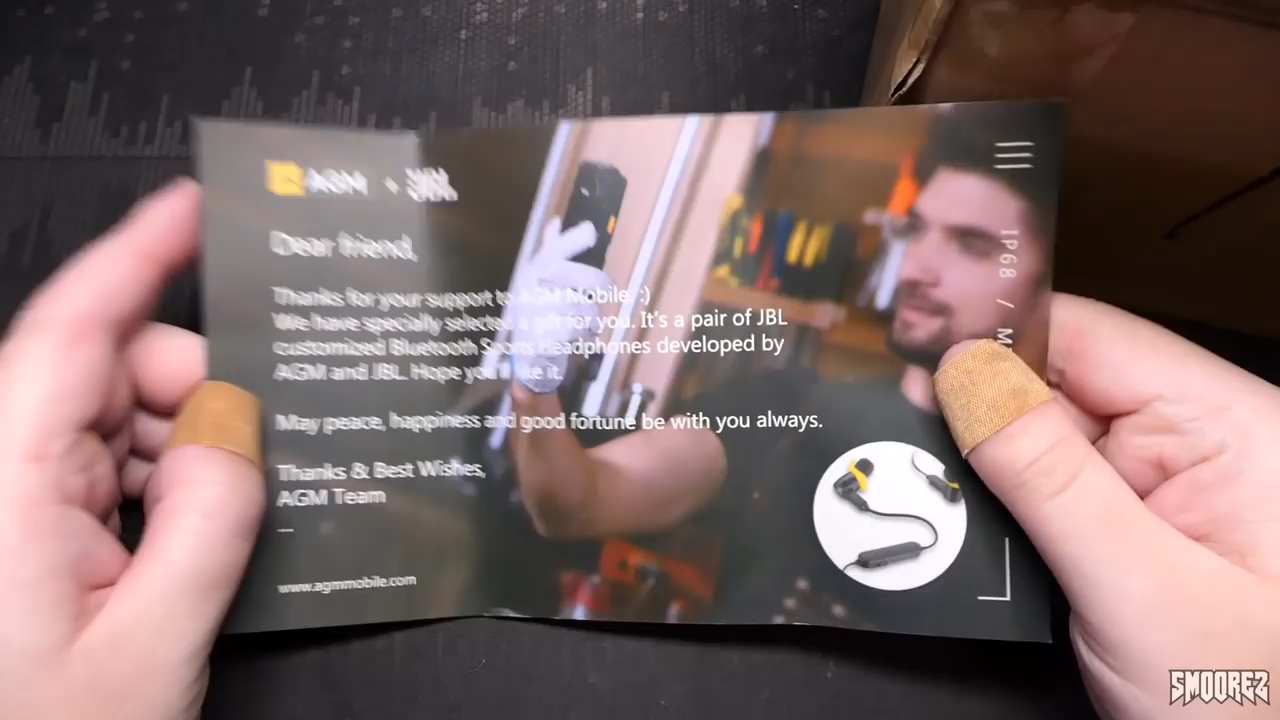 AGM + JBL
Dear friend,
Thanks for your support to AGM Mobile. :)
We have specially selected a gift for you. It's a pair of JBL
customized Bluetooth Sports Headphones developed by
AGM and JBL. Hope you'll like it.
May peace, happiness and good fortune be with you always.
Thanks & Best Wishes,
AGM Team
www.agmmobile.com
IP68 /
SMOOREZ